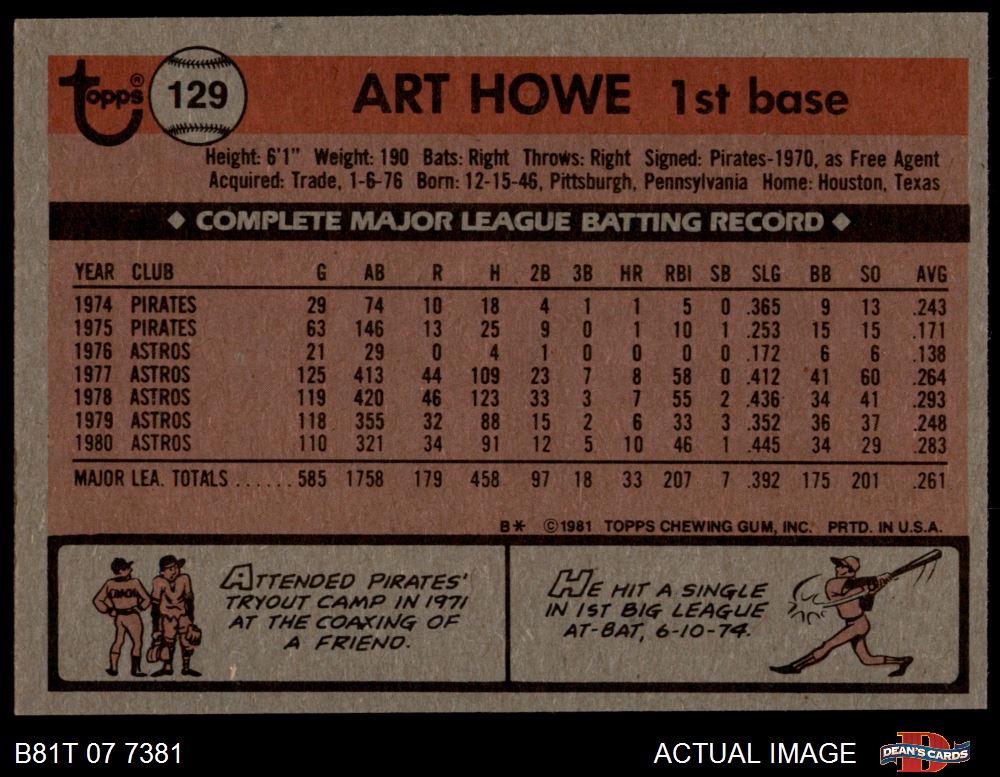 Topps® 129 ART HOWE 1st base
Height: 6'1" Weight: 190 Bats: Right Throws: Right Signed: Pirates-1970, as Free Agent
Acquired: Trade, 1-6-76 Born: 12-15-46, Pittsburgh, Pennsylvania Home: Houston, Texas
◆ COMPLETE MAJOR LEAGUE BATTING RECORD ◆
YEAR CLUB G AB R H 2B 3B HR RBI SB SLG BB SO AVG
1974 PIRATES 29 74 10 18 4 1 1 5 0 .365 9 13 .243
1975 PIRATES 63 146 13 25 9 0 1 10 1 .253 15 15 .171
1976 ASTROS 21 29 0 4 1 0 0 0 0 .172 6 6 .138
1977 ASTROS 125 413 44 109 23 7 8 58 0 .412 41 60 .264
1978 ASTROS 119 420 46 123 33 3 7 55 2 .436 34 41 .293
1979 ASTROS 118 355 32 88 15 2 6 33 3 .352 36 37 .248
1980 ASTROS 110 321 34 91 12 5 10 46 1 .445 34 29 .283
MAJOR LEA. TOTALS ...... 585 1758 179 458 97 18 33 207 7 .392 175 201 .261
B* ©1981 TOPPS CHEWING GUM, INC. PRTD. IN U.S.A.
ATTENDED PIRATES'
TRYOUT CAMP IN 1971
AT THE COAXING OF
A FRIEND.
COACH
HE HIT A SINGLE
IN 1ST BIG LEAGUE
AT-BAT, 6-10-74.
B81T 07 7381
ACTUAL IMAGE
DEAN'S CARDS